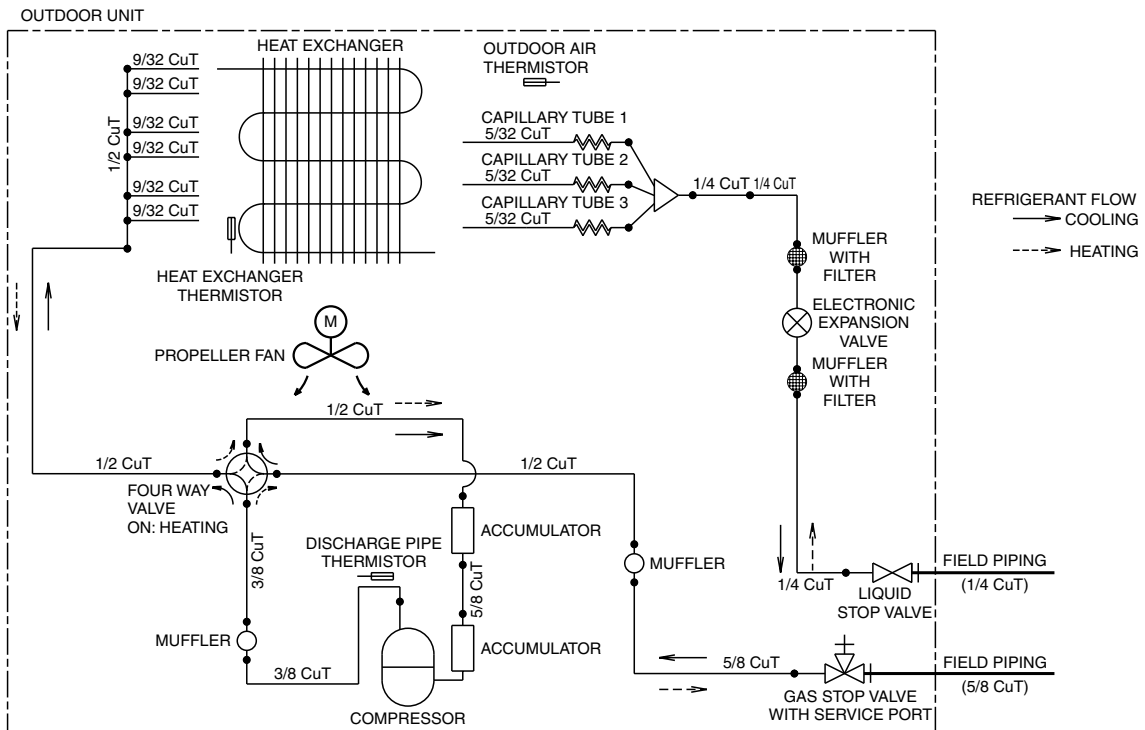 OUTDOOR UNIT
HEAT EXCHANGER
OUTDOOR AIR
THERMISTOR
9/32 CuT
9/32 CuT
9/32 CuT
9/32 CuT
9/32 CuT
9/32 CuT
1/2 CuT
CAPILLARY TUBE 1
5/32 CuT
CAPILLARY TUBE 2
5/32 CuT
CAPILLARY TUBE 3
5/32 CuT
1/4 CuT
1/4 CuT
REFRIGERANT FLOW
COOLING
HEATING
MUFFLER
WITH
FILTER
HEAT EXCHANGER
THERMISTOR
ELECTRONIC
EXPANSION
VALVE
M
PROPELLER FAN
MUFFLER
WITH
FILTER
1/2 CuT
1/2 CuT
1/2 CuT
FOUR WAY
VALVE
ON: HEATING
3/8 CuT
DISCHARGE PIPE
THERMISTOR
ACCUMULATOR
5/8 CuT
MUFFLER
1/4 CuT
LIQUID
STOP VALVE
FIELD PIPING
(1/4 CuT)
MUFFLER
3/8 CuT
ACCUMULATOR
COMPRESSOR
5/8 CuT
GAS STOP VALVE
WITH SERVICE PORT
FIELD PIPING
(5/8 CuT)